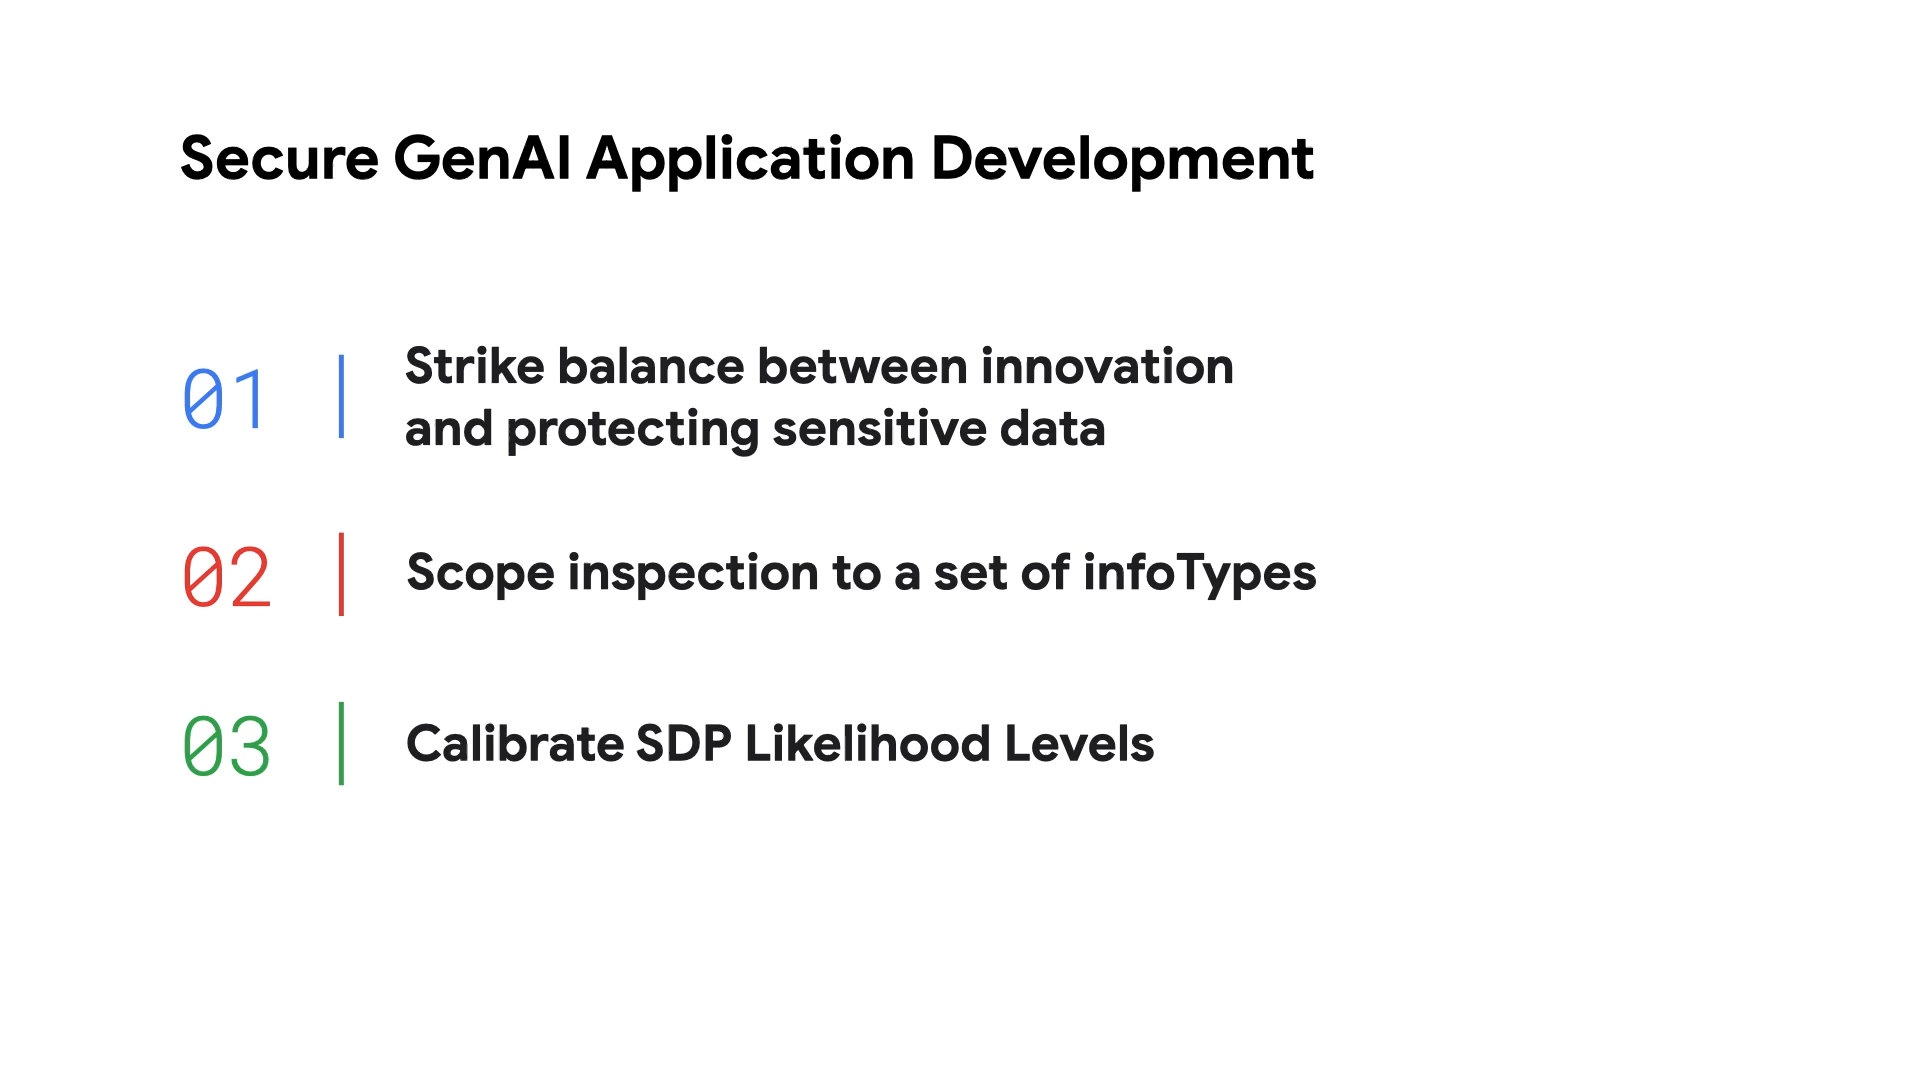 Secure GenAI Application Development
01
Strike balance between innovation
and protecting sensitive data
02
Scope inspection to a set of infoTypes
03
Calibrate SDP Likelihood Levels